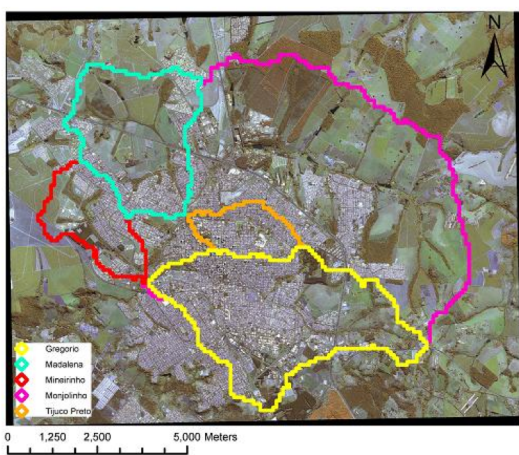 N
Gregorio
Madalena
Mineirinho
Monjolinho
Tijuco Preto
0 1,250 2,500 5,000 Meters